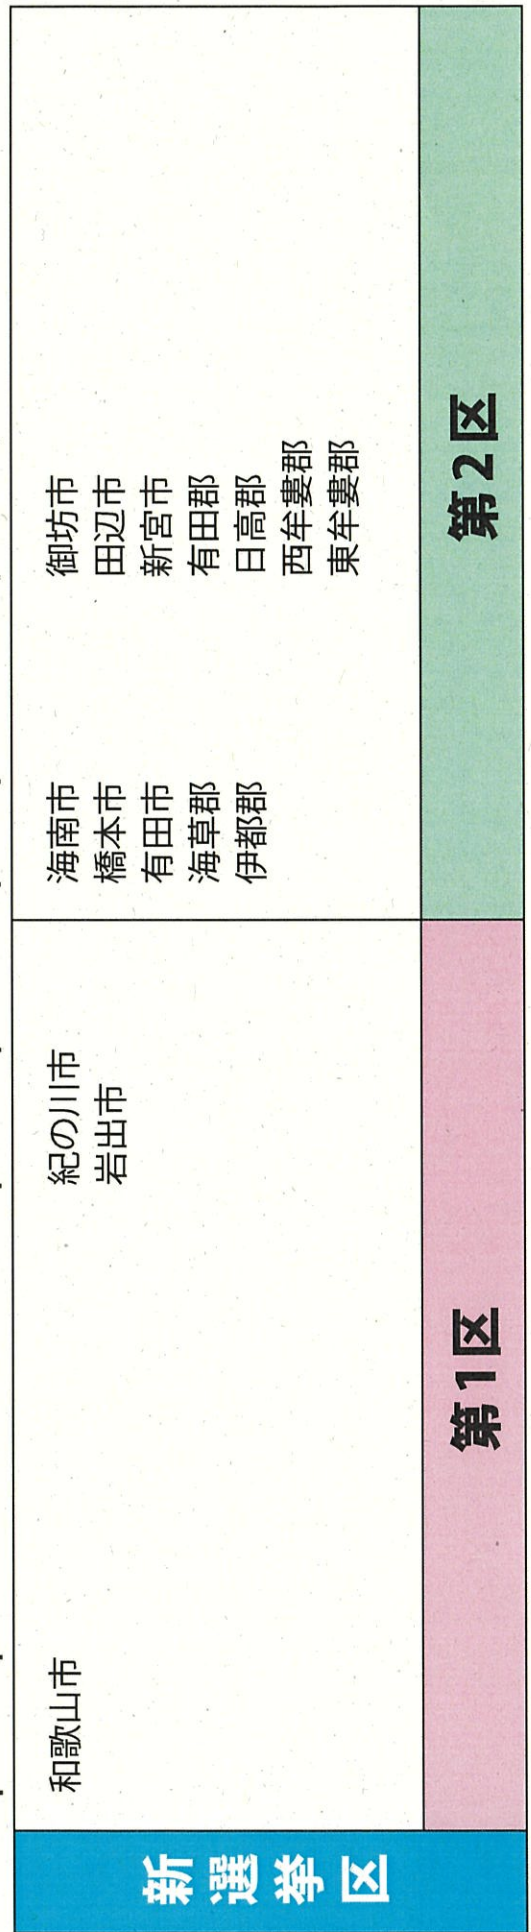 新選挙区
和歌山市
紀の川市
岩出市
第1区
海南市
橋本市
有田市
海草郡
伊都郡
御坊市
田辺市
新宮市
有田郡
日高郡
西牟婁郡
東牟婁郡
第2区